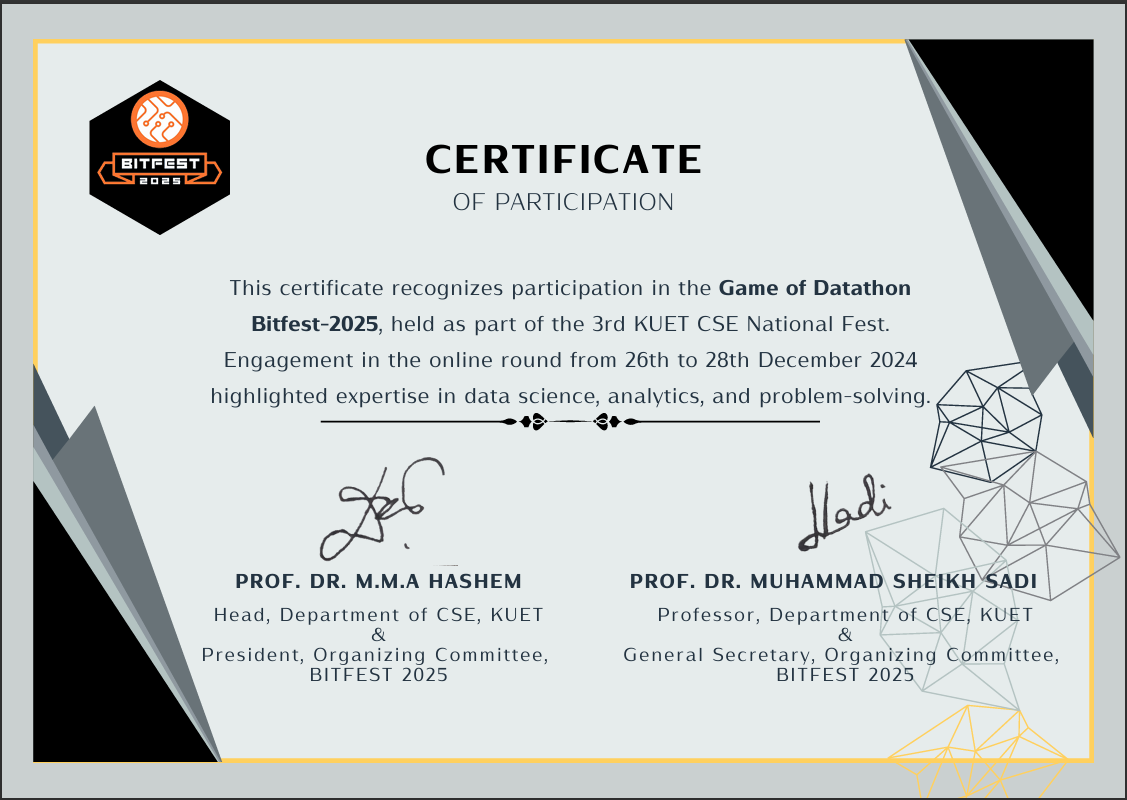 BITFEST
2025
CERTIFICATE
OF PARTICIPATION
This certificate recognizes participation in the Game of Datathon
Bitfest-2025, held as part of the 3rd KUET CSE National Fest.
Engagement in the online round from 26th to 28th December 2024
highlighted expertise in data science, analytics, and problem-solving.
Hadi
PROF. DR. M.M.A HASHEM
Head, Department of CSE, KUET
&
President, Organizing Committee,
BITFEST 2025
PROF. DR. MUHAMMAD SHEIKH SADI
Professor, Department of CSE, KUET
&
General Secretary, Organizing Committee,
BITFEST 2025